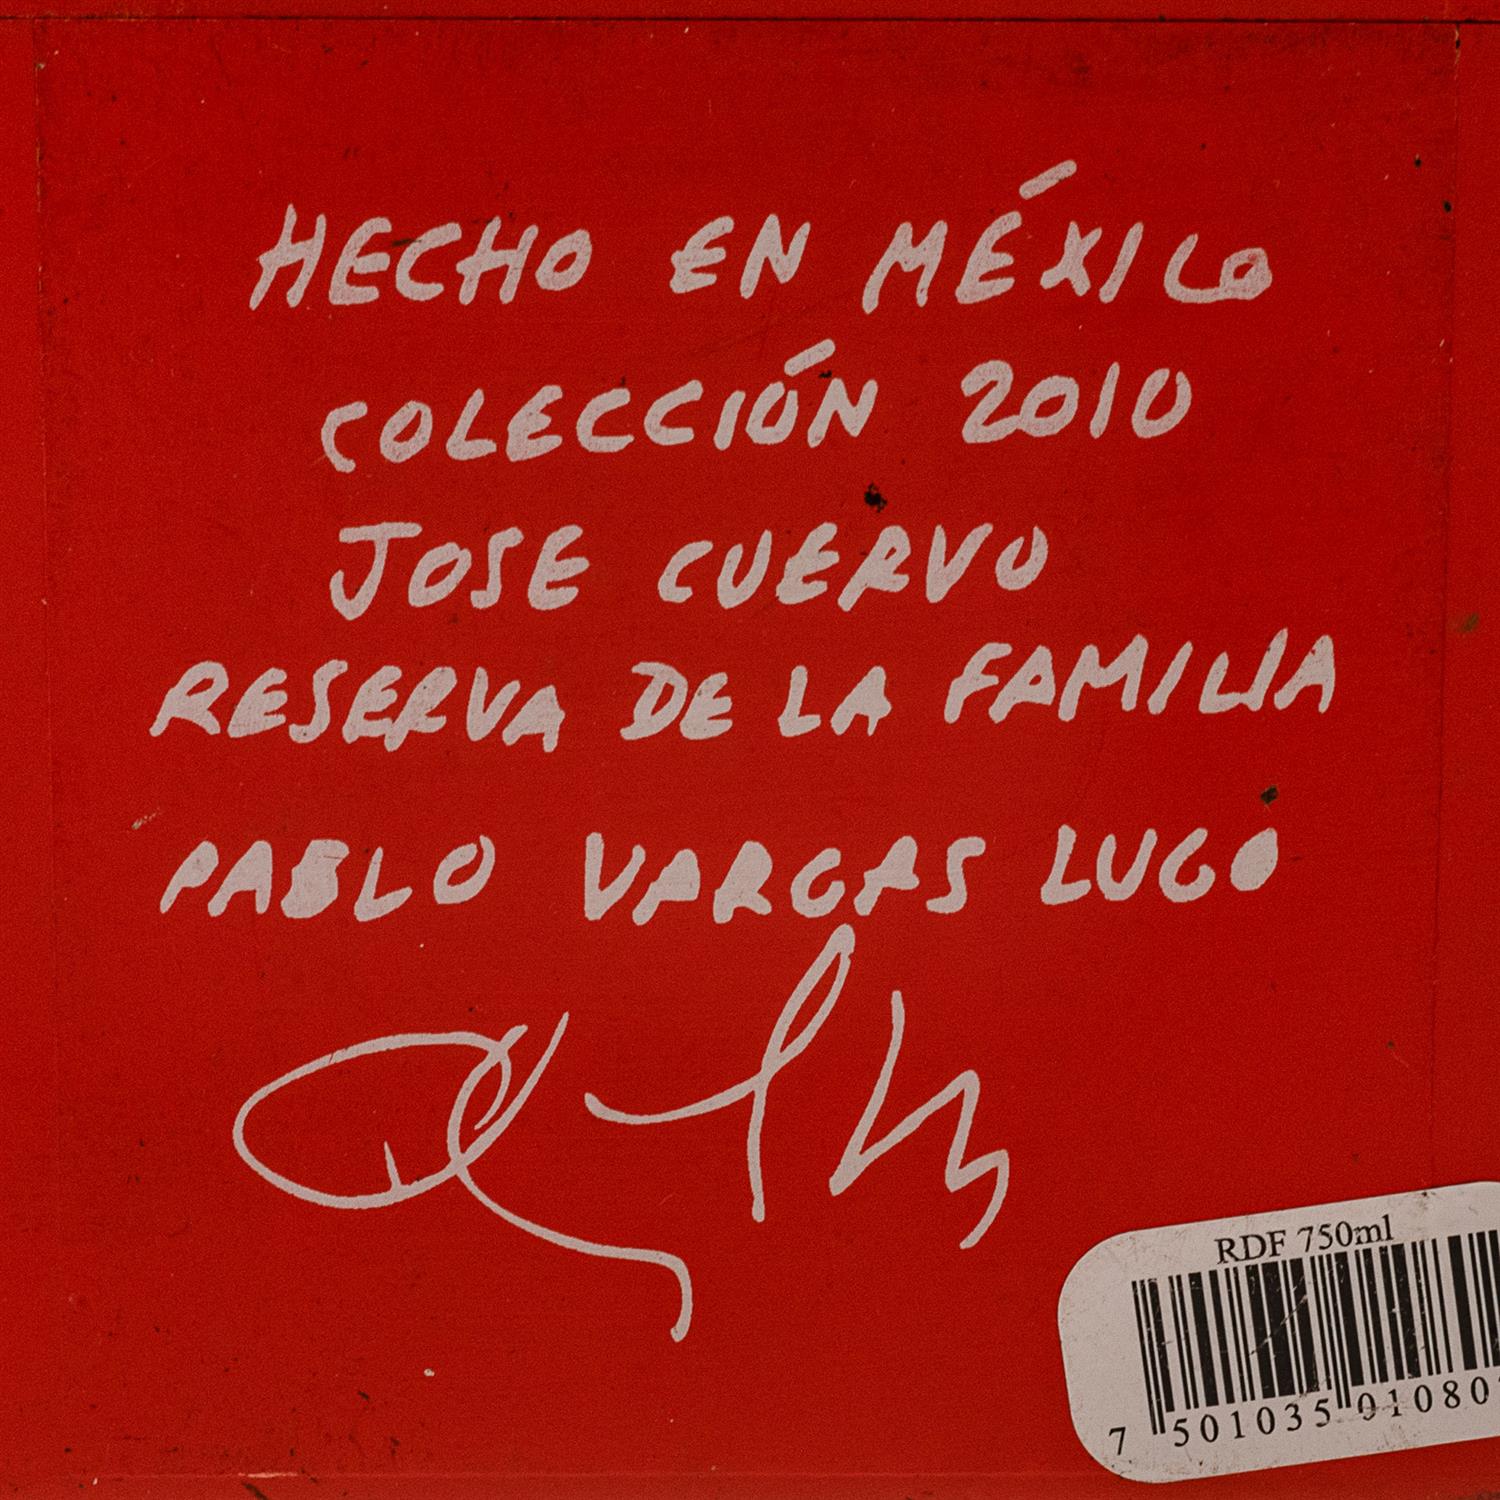 HECHO EN MÉXICO
COLECCIÓN 2010
JOSE CUERVO
RESERVA DE LA FAMILIA
PABLO VARGAS LUGO
RDF 750ml
7 501035 01080